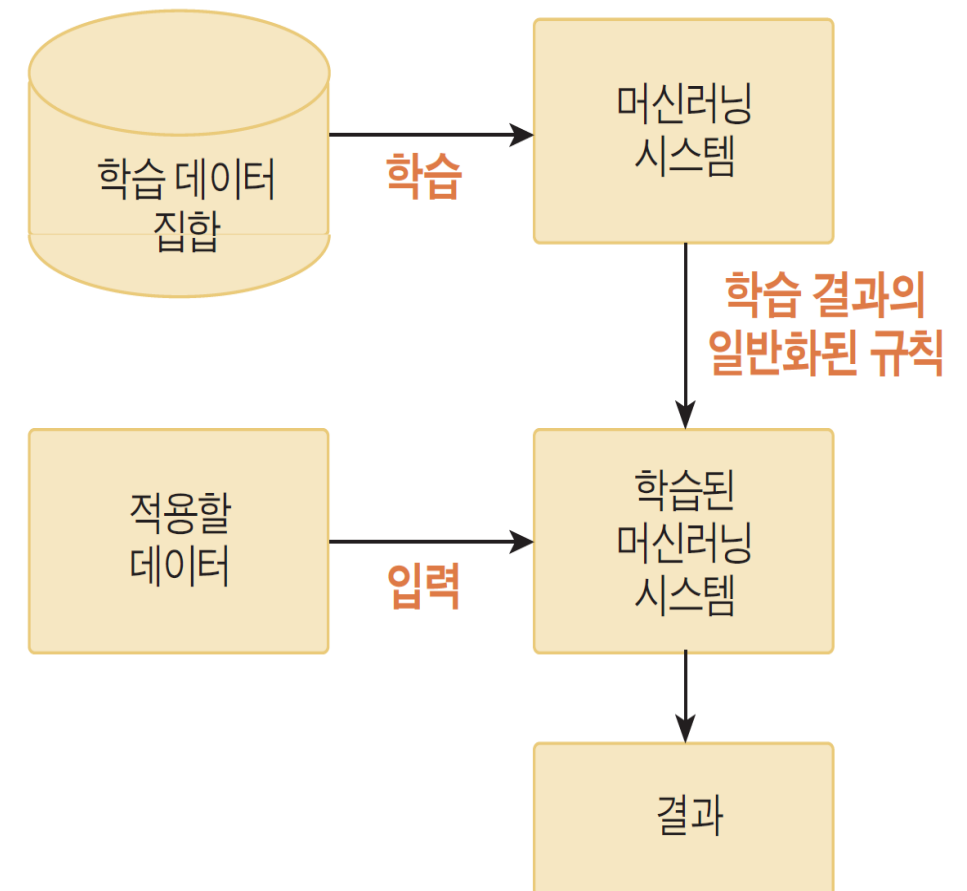 학습 데이터
집합
학습
머신러닝
시스템
학습 결과의
일반화된 규칙
적용할
데이터
입력
학습된
머신러닝
시스템
결과